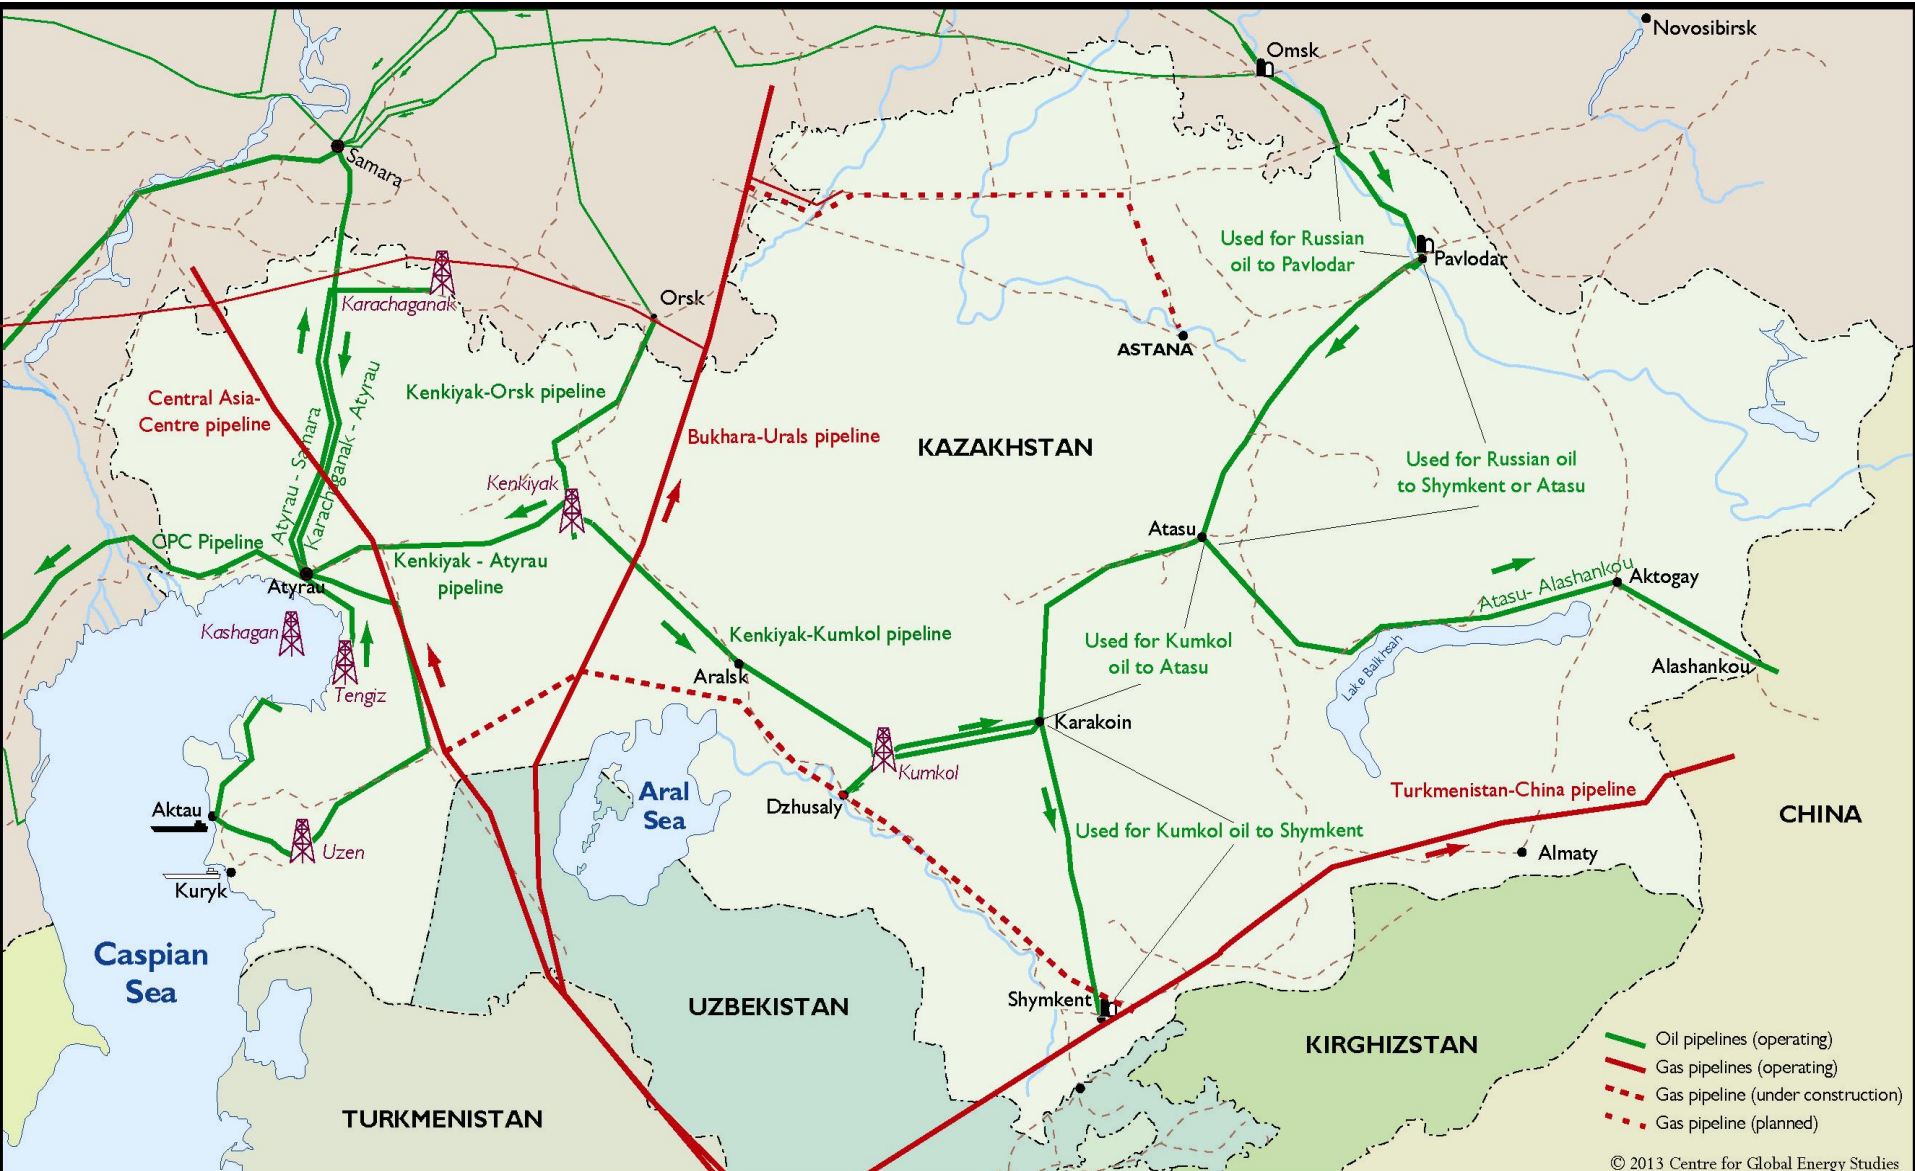 Novosibirsk
Omsk
Samara
Used for Russian
oil to Pavlodar
Pavlodar
Karachaganak
Orsk
ASTANA
Central Asia-
Centre pipeline
Kenkiyak-Orsk pipeline
Atyrau - Samara
Karachaganak - Atyrau
Bukhara-Urals pipeline
KAZAKHSTAN
Used for Russian oil
to Shymkent or Atasu
Kenkiyak
Atasu
CPC Pipeline
Kenkiyak - Atyrau
pipeline
Atyrau
Atasu- Alashankou
Aktogay
Kashagan
Kenkiyak-Kumkol pipeline
Used for Kumkol
oil to Atasu
Lake Balkhsah
Alashankou
Aralsk
Tengiz
Karakoin
Kumkol
Aral
Sea
Turkmenistan-China pipeline
Aktau
Dzhusaly
CHINA
Used for Kumkol oil to Shymkent
Uzen
Almaty
Kuryk
Caspian
Sea
UZBEKISTAN
Shymkent
KIRGHIZSTAN
TURKMENISTAN
Oil pipelines (operating)
Gas pipelines (operating)
Gas pipeline (under construction)
Gas pipeline (planned)
© 2013 Centre for Global Energy Studies